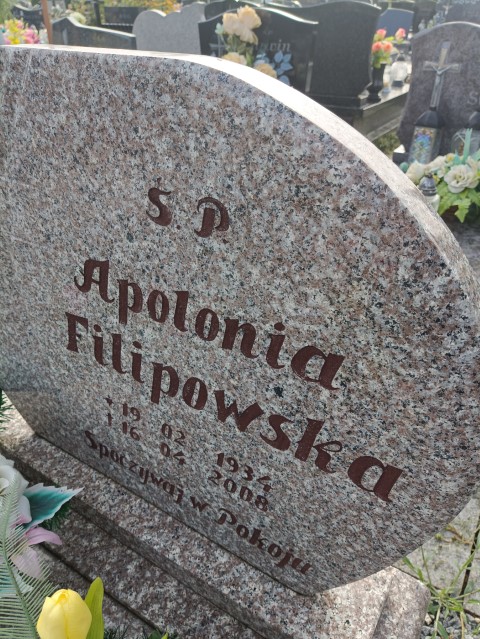 Ś. P
Apolonia
Filipowska
* 19 02 1934
† 16 04 2008
Spoczywaj w Pokoju